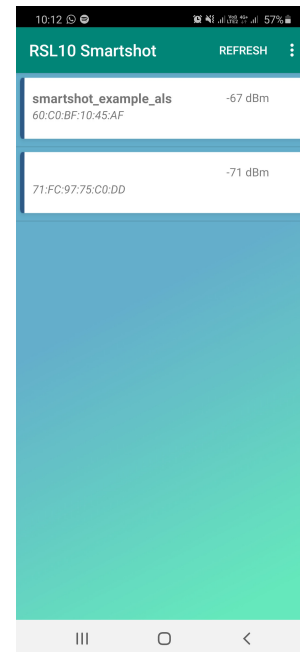 10:12 57%
RSL10 Smartshot REFRESH
smartshot_example_als -67 dBm
60:C0:BF:10:45:AF
-71 dBm
71:FC:97:75:C0:DD